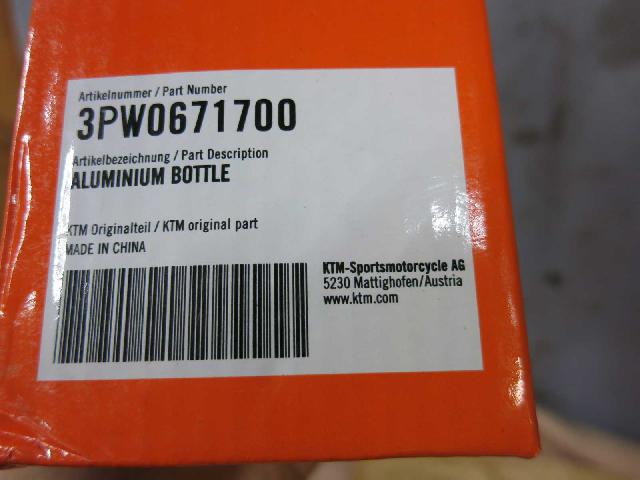 Artikelnummer / Part Number
3PW0671700
Artikelbezeichnung / Part Description
ALUMINIUM BOTTLE
KTM Originalteil / KTM original part
MADE IN CHINA
KTM-Sportsmotorcycle AG
5230 Mattighofen/Austria
www.ktm.com